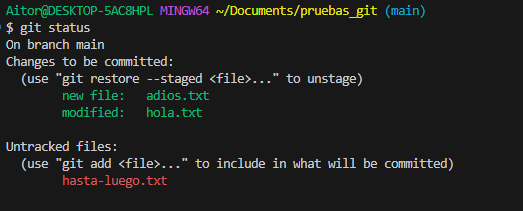 Aitor@DESKTOP-5AC8HPL MINGW64 ~/Documents/pruebas_git (main)
$ git status
On branch main
Changes to be committed:
  (use "git restore --staged <file>..." to unstage)
        new file:   adios.txt
        modified:   hola.txt

Untracked files:
  (use "git add <file>..." to include in what will be committed)
        hasta-luego.txt